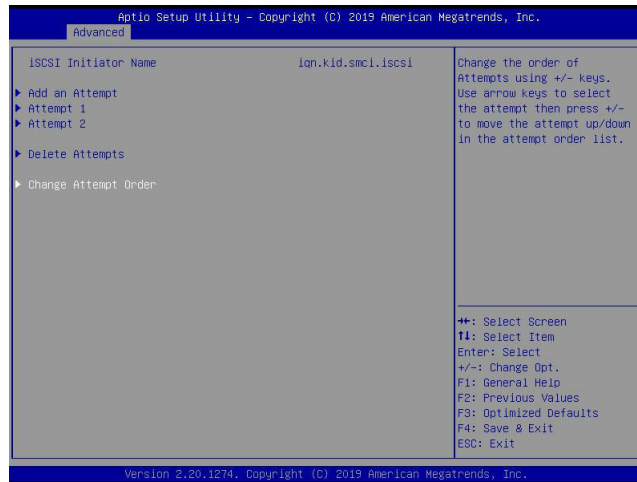 Aptio Setup Utility – Copyright (C) 2019 American Megatrends, Inc.
Advanced
iSCSI Initiator Name iqn.kid.smci.iscsi
Add an Attempt
Attempt 1
Attempt 2
Delete Attempts
Change Attempt Order
Change the order of
Attempts using +/- keys.
Use arrow keys to select
the attempt then press +/-
to move the attempt up/down
in the attempt order list.
→←: Select Screen
↑↓: Select Item
Enter: Select
+/-: Change Opt.
F1: General Help
F2: Previous Values
F3: Optimized Defaults
F4: Save & Exit
ESC: Exit
Version 2.20.1274. Copyright (C) 2019 American Megatrends, Inc.